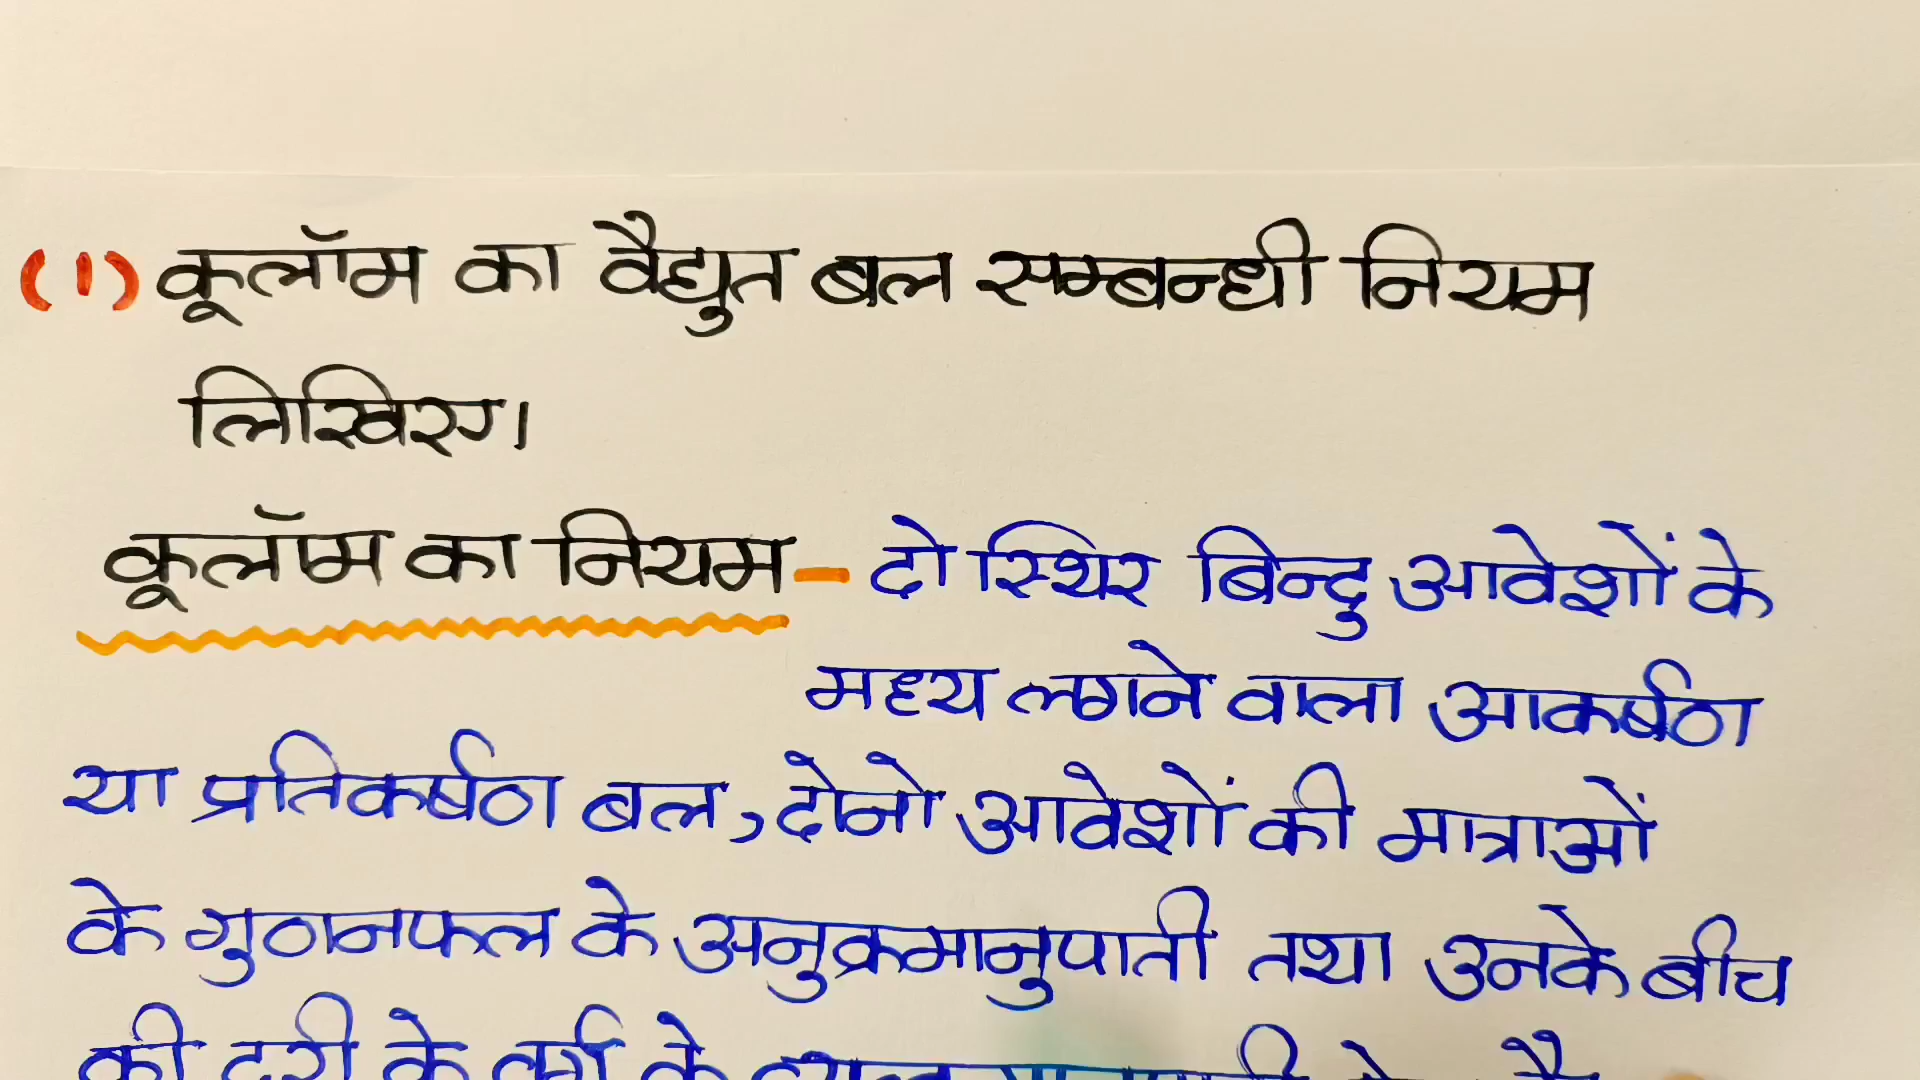 (1) कूलॉम का वैद्युत बल सम्बन्धी नियम
लिखिए।
कूलॉम का नियम – दो स्थिर बिन्दु आवेशों के
मध्य लगने वाला आकर्षण
या प्रतिकर्षण बल, दोनो आवेशों की मात्राओं
के गुणनफल के अनुक्रमानुपाती तथा उनके बीच
की दूरी के वर्ग के